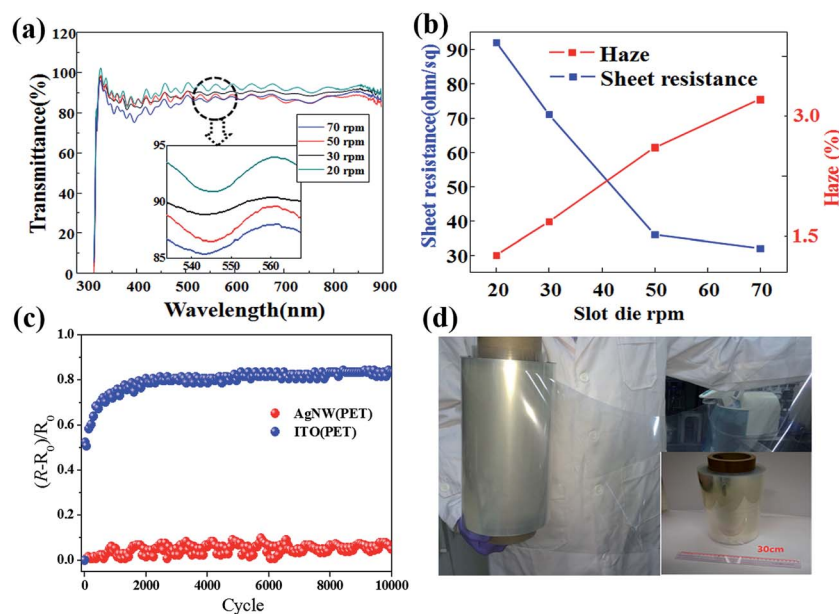 (a)
Transmittance(%)
120
100
80
60
40
20
0
70 rpm
50 rpm
30 rpm
20 rpm
95
90
85
540 550 560
300 400 500 600 700 800 900
Wavelength(nm)
(b)
Sheet resistance(ohm/sq)
90
80
70
60
50
40
30
Haze
Sheet resistance
3.0
1.5
Haze (%)
20 30 40 50 60 70
Slot die rpm
(c)
(R-Ro)/Ro
1.0
0.8
0.6
0.4
0.2
0.0
AgNW(PET)
ITO(PET)
0 2000 4000 6000 8000 10000
Cycle
(d)
30cm